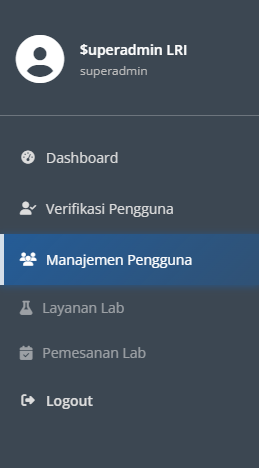 $uperadmin LRI
superadmin
Dashboard
Verifikasi Pengguna
Manajemen Pengguna
Layanan Lab
Pemesanan Lab
Logout